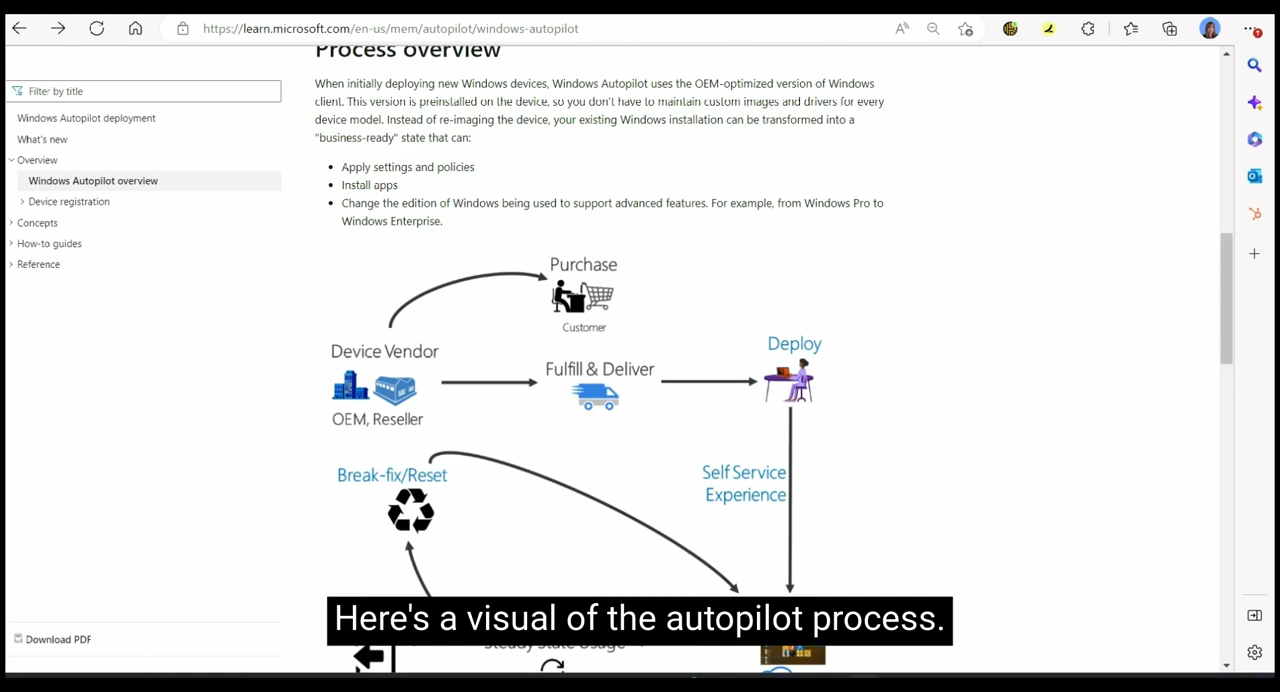 https://learn.microsoft.com/en-us/mem/autopilot/windows-autopilot
Process overview
Filter by title
Windows Autopilot deployment
What's new
Overview
Windows Autopilot overview
Device registration
Concepts
How-to guides
Reference
Download PDF
When initially deploying new Windows devices, Windows Autopilot uses the OEM-optimized version of Windows
client. This version is preinstalled on the device, so you don't have to maintain custom images and drivers for every
device model. Instead of re-imaging the device, your existing Windows installation can be transformed into a
"business-ready" state that can:
• Apply settings and policies
• Install apps
• Change the edition of Windows being used to support advanced features. For example, from Windows Pro to
Windows Enterprise.
Purchase
Customer
Device Vendor
OEM, Reseller
Fulfill & Deliver
Deploy
Break-fix/Reset
Self Service
Experience
Here's a visual of the autopilot process.
Steady State Usage